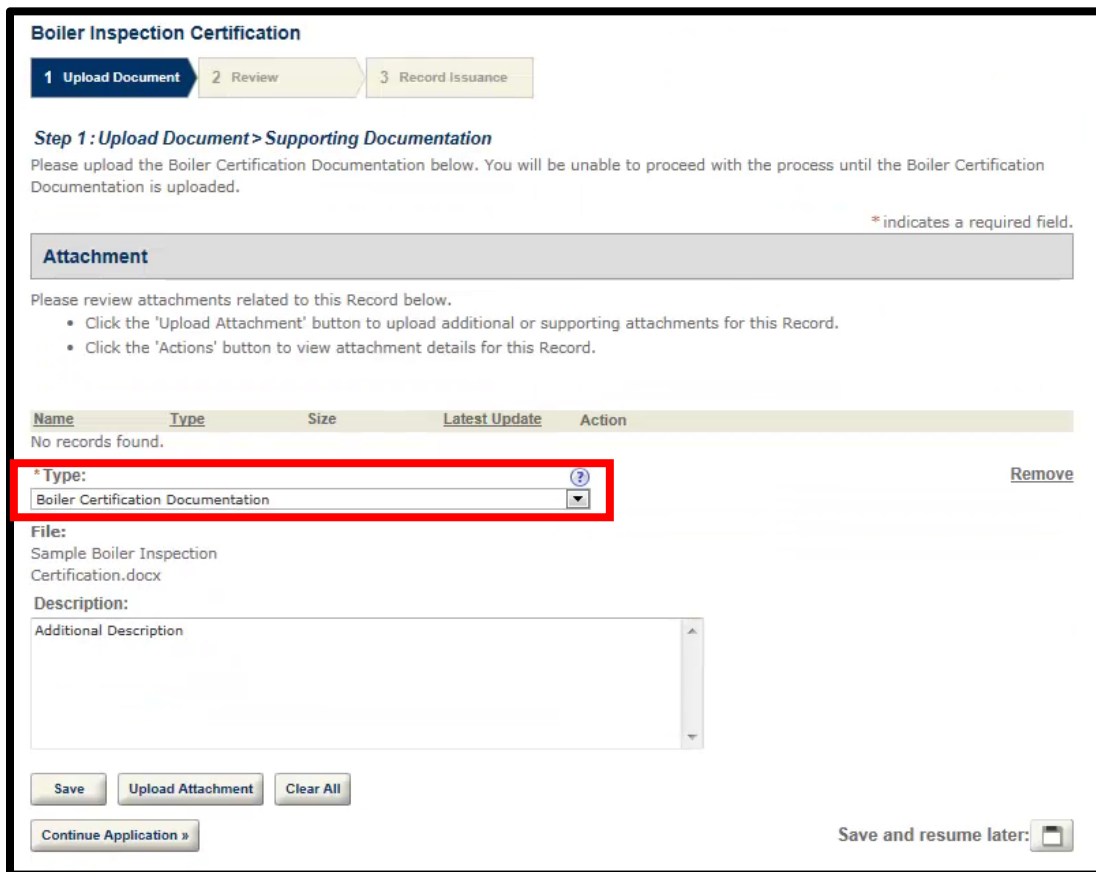 Boiler Inspection Certification
1 Upload Document 2 Review 3 Record Issuance
Step 1 : Upload Document > Supporting Documentation
Please upload the Boiler Certification Documentation below. You will be unable to proceed with the process until the Boiler Certification
Documentation is uploaded.
* indicates a required field.
Attachment
Please review attachments related to this Record below.
• Click the 'Upload Attachment' button to upload additional or supporting attachments for this Record.
• Click the 'Actions' button to view attachment details for this Record.
Name Type Size Latest Update Action
No records found.
* Type: ? Remove
Boiler Certification Documentation
File:
Sample Boiler Inspection
Certification.docx
Description:
Additional Description
Save Upload Attachment Clear All
Continue Application » Save and resume later: